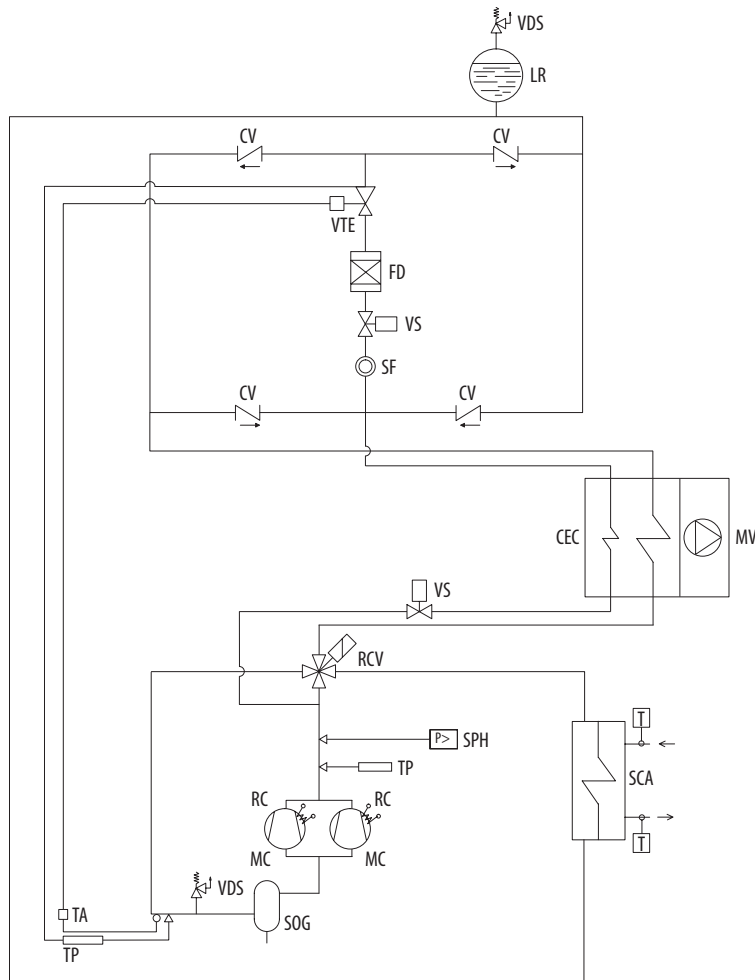 VDS
LR
CV
CV
VTE
FD
VS
SF
CV
CV
CEC
MV
VS
RCV
P> SPH
T
TP
SCA
RC
RC
T
MC
MC
VDS
TA
SOG
TP